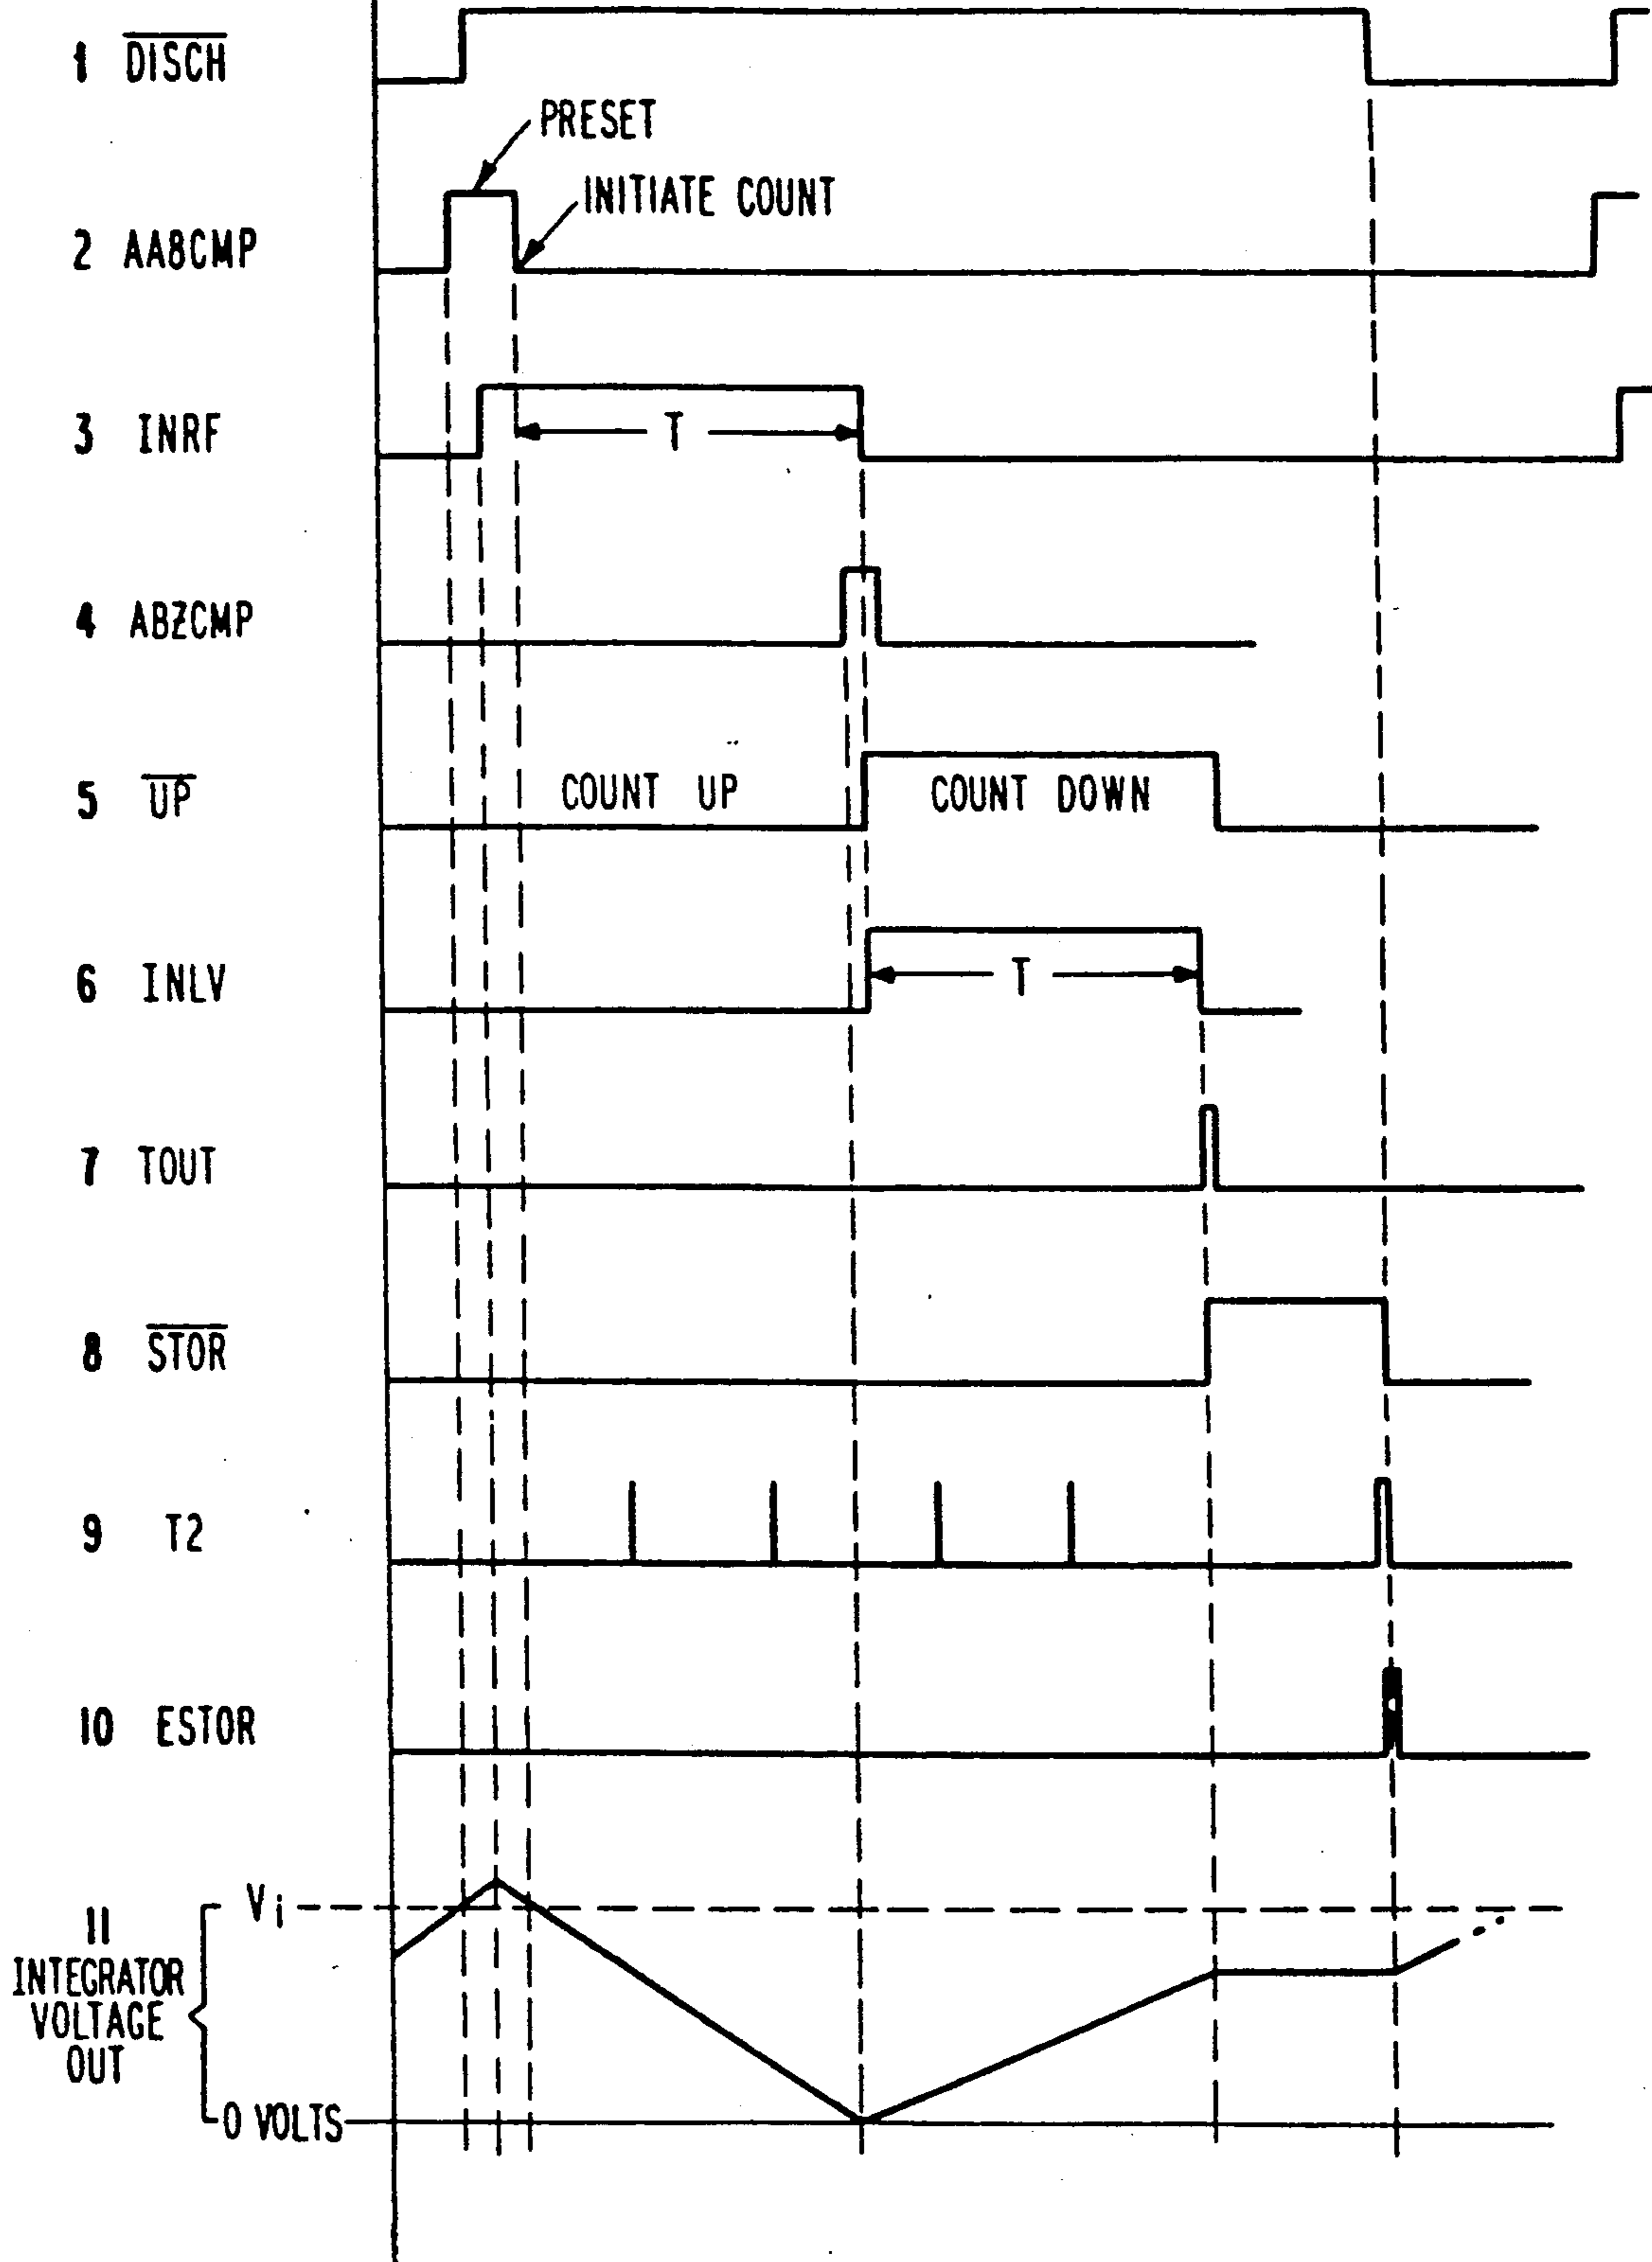 1 DISCH
PRESET
INITIATE COUNT
2 AA8CMP
3 INRF
T
4 ABZCMP
5 UP
COUNT UP
COUNT DOWN
6 INLV
T
7 TOUT
8 STOR
9 T2
10 ESTOR
Vi
11
INTEGRATOR
VOLTAGE
OUT
0 VOLTS